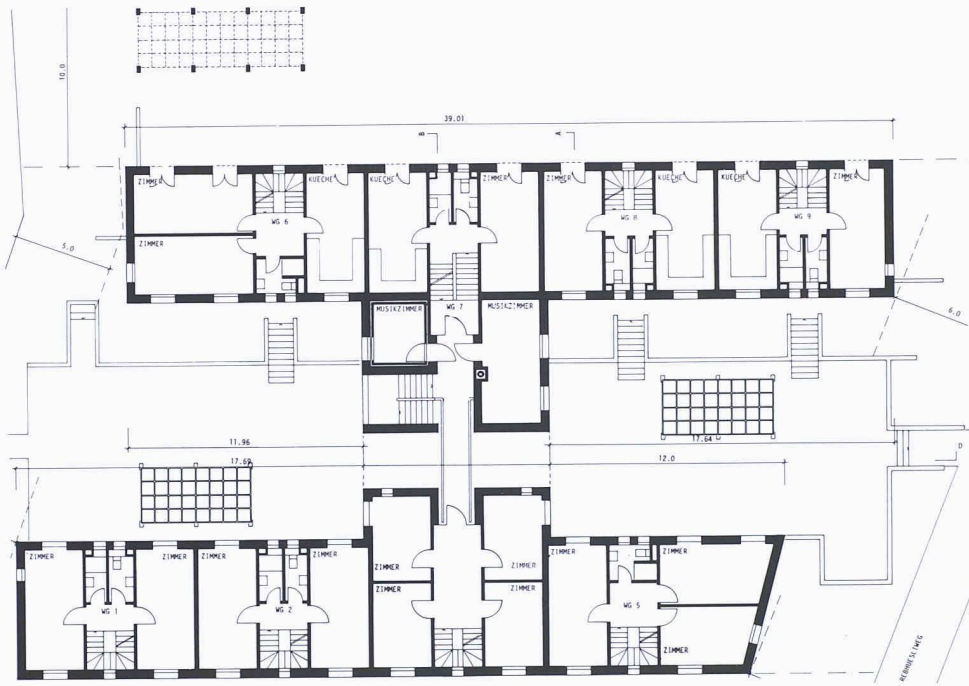 10.0
39.01
B
A
ZIMMER
KUECHE
KUECHE
ZIMMER
ZIMMER
KUECHE
KUECHE
ZIMMER
WG 6
WG 8
WG 9
ZIMMER
5.0
MUSIKZIMMER
WG 7
MUSIKZIMMER
6.0
11.96
17.64
17.69
12.0
D
ZIMMER
ZIMMER
ZIMMER
ZIMMER
ZIMMER
ZIMMER
ZIMMER
ZIMMER
ZIMMER
ZIMMER
ZIMMER
WG 1
WG 2
WG 5
ZIMMER